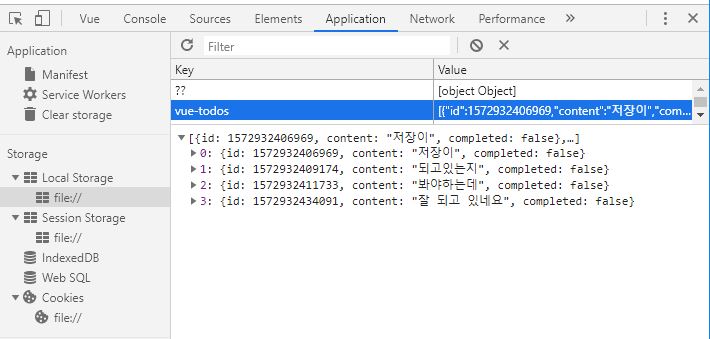 Vue Console Sources Elements Application Network Performance »
Application
Manifest
Service Workers
Clear storage
Storage
Local Storage
file://
Session Storage
file://
IndexedDB
Web SQL
Cookies
file://
Filter
Key Value
?? [object Object]
vue-todos [{"id":1572932406969,"content":"저장이","com...
[{id: 1572932406969, content: "저장이", completed: false},…]
0: {id: 1572932406969, content: "저장이", completed: false}
1: {id: 1572932409174, content: "되고있는지", completed: false}
2: {id: 1572932411733, content: "봐야하는데", completed: false}
3: {id: 1572932434091, content: "잘 되고 있네요", completed: false}